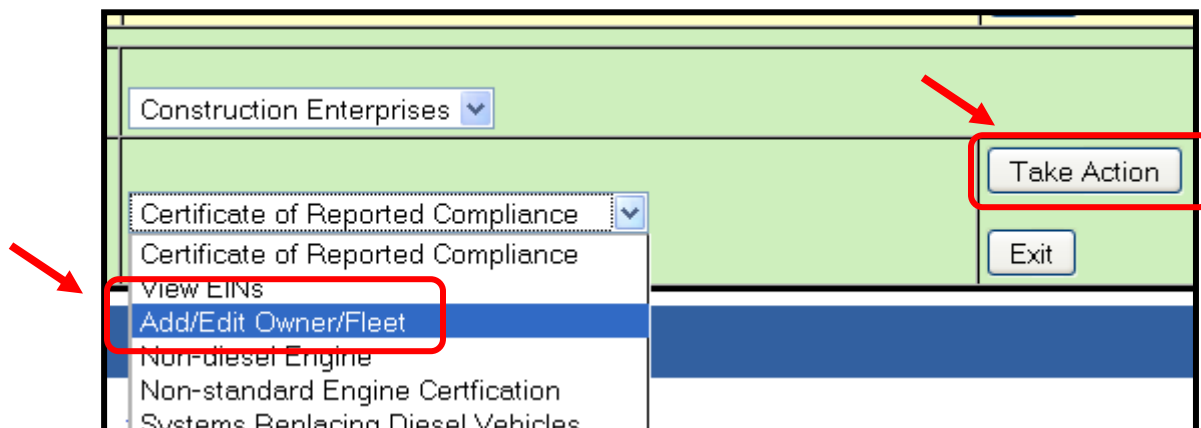 Construction Enterprises
Take Action
Certificate of Reported Compliance
Certificate of Reported Compliance
Exit
View EINs
Add/Edit Owner/Fleet
Non-diesel Engine
Non-standard Engine Certfication
Systems Replacing Diesel Vehicles